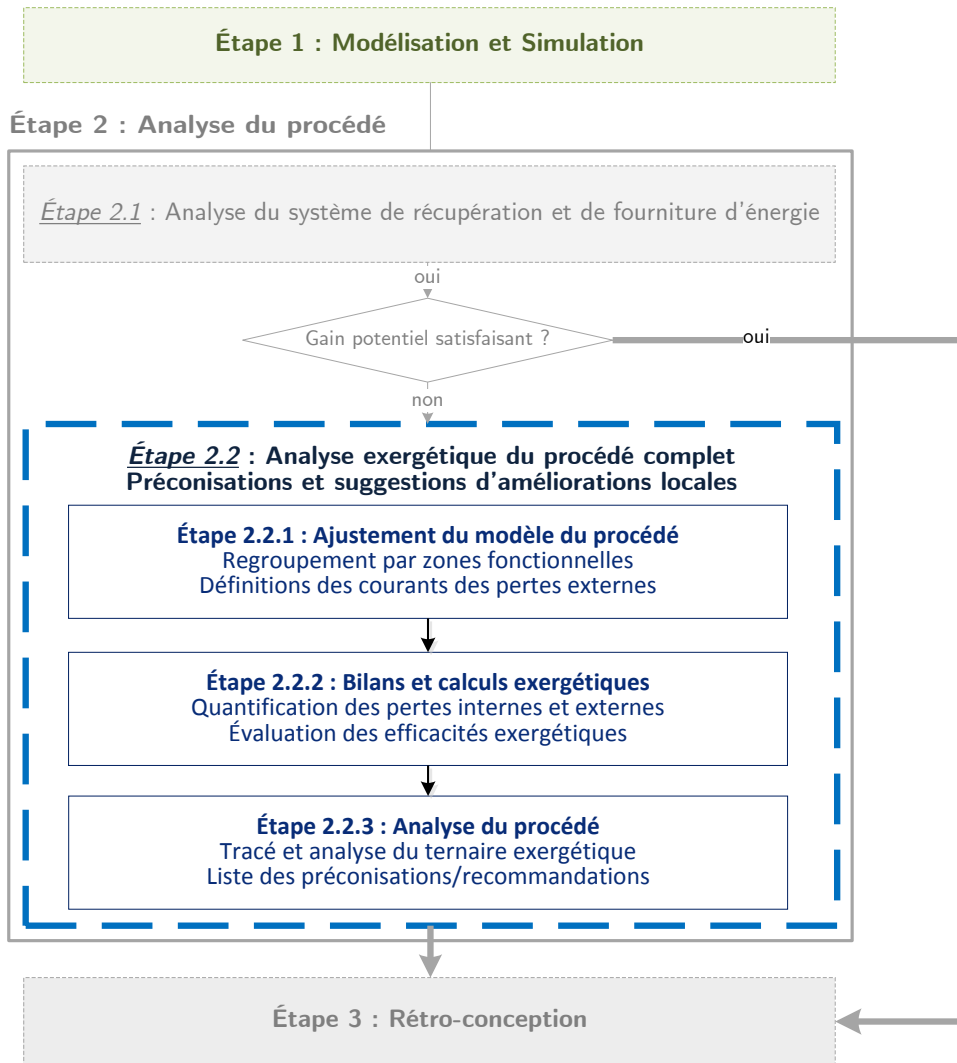 Étape 1 : Modélisation et Simulation
Étape 2 : Analyse du procédé
Étape 2.1 : Analyse du système de récupération et de fourniture d'énergie
oui
Gain potentiel satisfaisant ?
oui
non
Étape 2.2 : Analyse exergétique du procédé complet
Préconisations et suggestions d'améliorations locales
Étape 2.2.1 : Ajustement du modèle du procédé
Regroupement par zones fonctionnelles
Définitions des courants des pertes externes
Étape 2.2.2 : Bilans et calculs exergétiques
Quantification des pertes internes et externes
Évaluation des efficacités exergétiques
Étape 2.2.3 : Analyse du procédé
Tracé et analyse du ternaire exergétique
Liste des préconisations/recommandations
Étape 3 : Rétro-conception